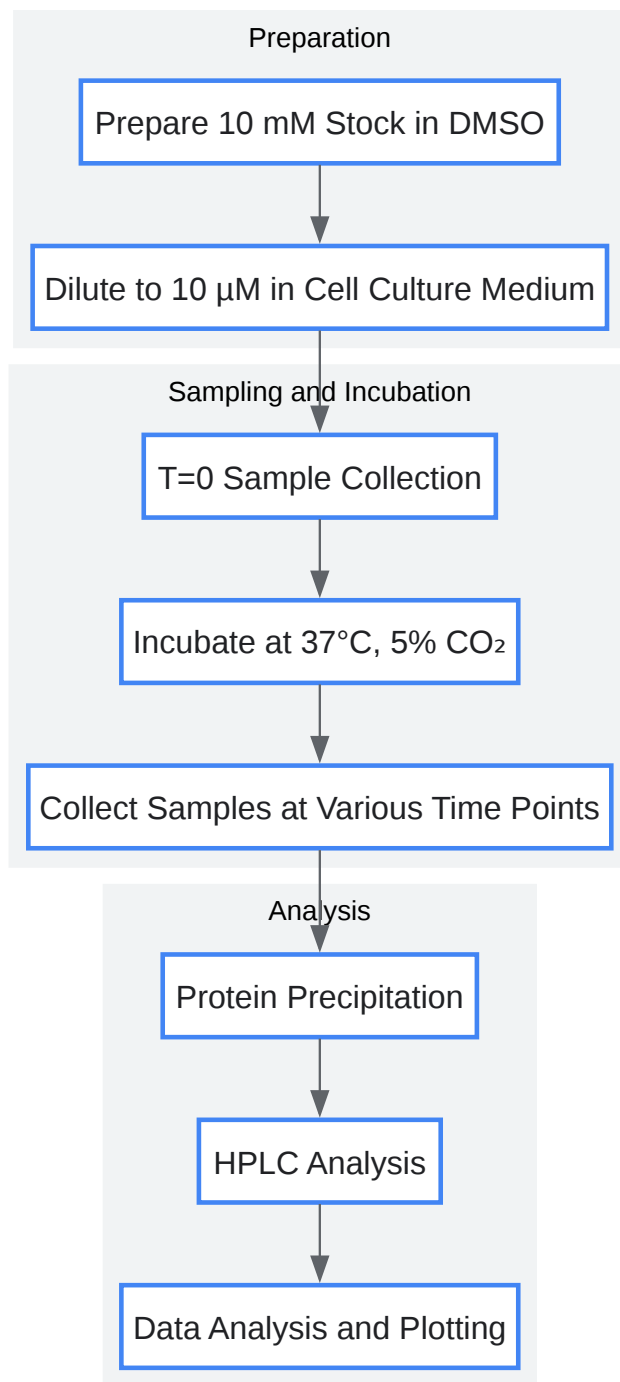 Preparation
Prepare 10 mM Stock in DMSO
Dilute to 10 µM in Cell Culture Medium
Sampling and Incubation
T=0 Sample Collection
Incubate at 37°C, 5% CO₂
Collect Samples at Various Time Points
Analysis
Protein Precipitation
HPLC Analysis
Data Analysis and Plotting